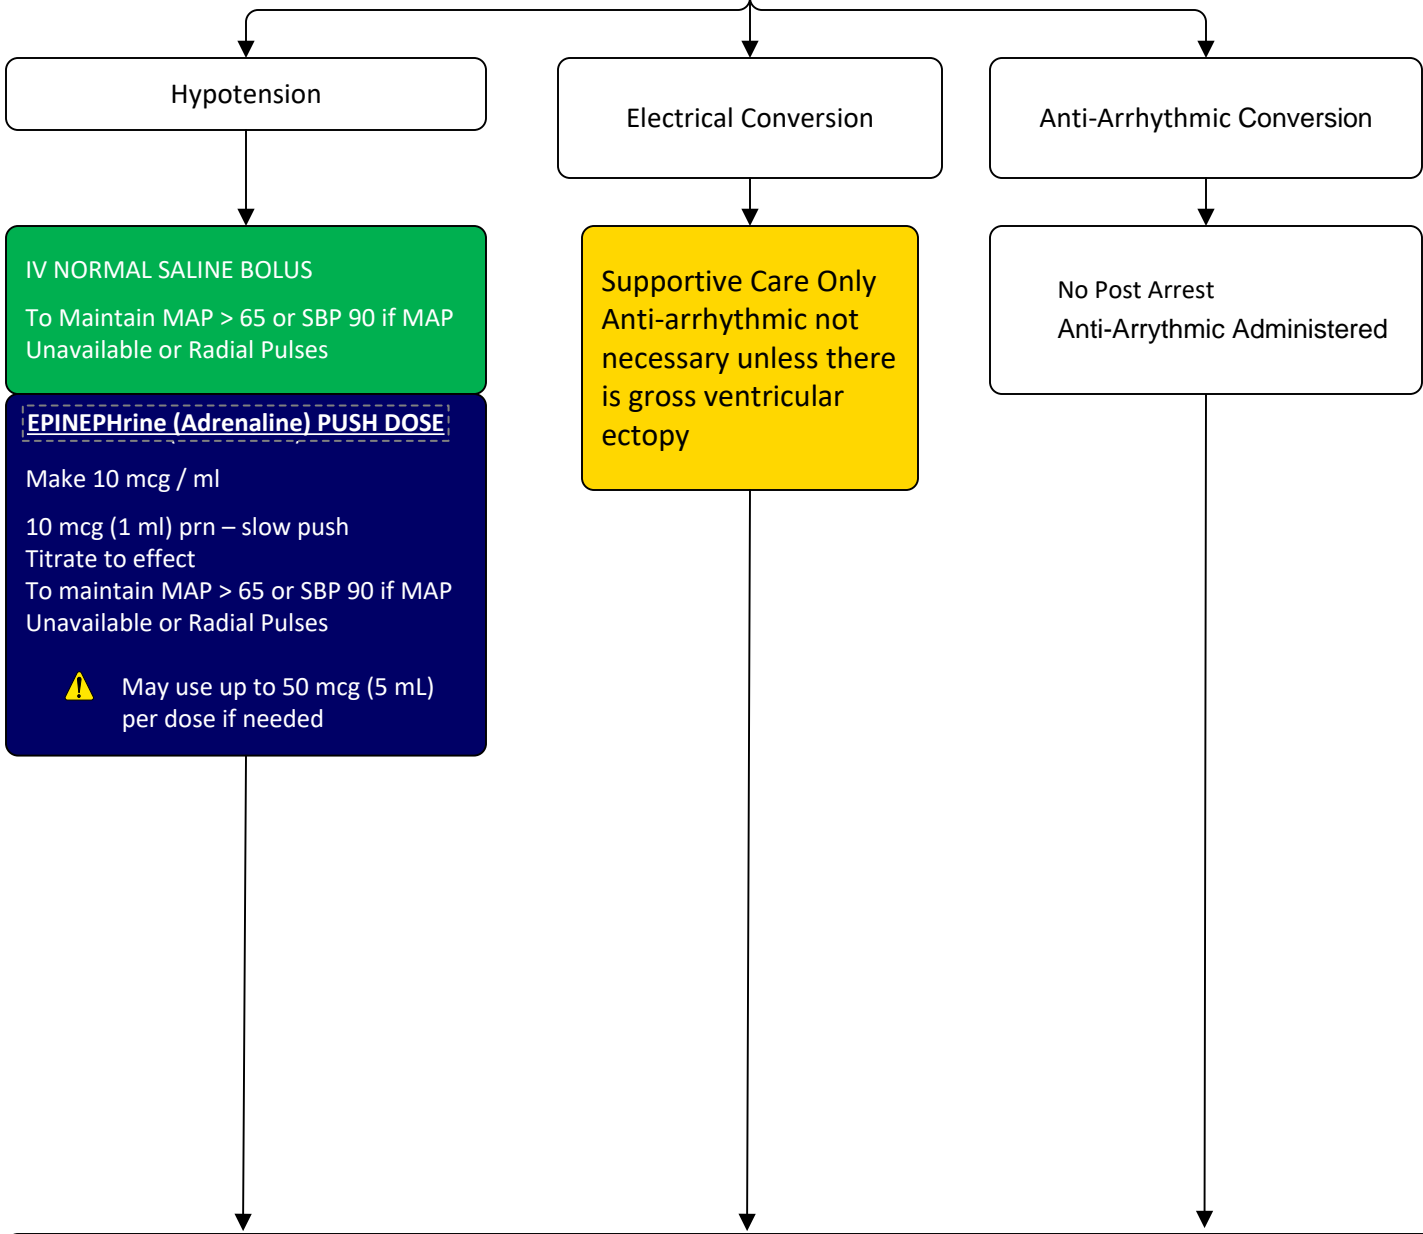 Hypotension
Electrical Conversion
Anti-Arrhythmic Conversion
IV NORMAL SALINE BOLUS
To Maintain MAP > 65 or SBP 90 if MAP
Unavailable or Radial Pulses
EPINEPHrine (Adrenaline) PUSH DOSE
Make 10 mcg / ml
10 mcg (1 ml) prn – slow push
Titrate to effect
To maintain MAP > 65 or SBP 90 if MAP
Unavailable or Radial Pulses
May use up to 50 mcg (5 mL)
per dose if needed
Supportive Care Only
Anti-arrhythmic not
necessary unless there
is gross ventricular
ectopy
No Post Arrest
Anti-Arrythmic Administered